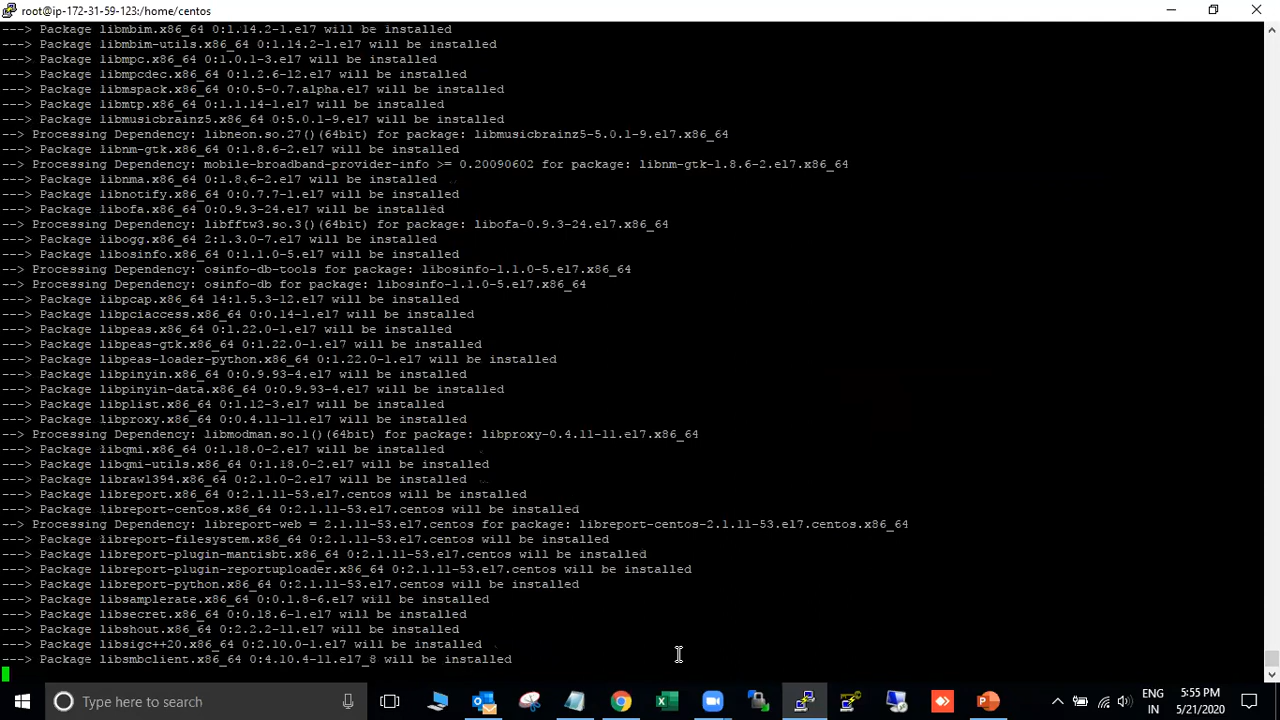 root@ip-172-31-59-123:/home/centos
---> Package libmbim.x86_64 0:1.14.2-1.el7 will be installed
---> Package libmbim-utils.x86_64 0:1.14.2-1.el7 will be installed
---> Package libmpc.x86_64 0:1.0.1-3.el7 will be installed
---> Package libmpcdec.x86_64 0:1.2.6-12.el7 will be installed
---> Package libmspack.x86_64 0:0.5-0.7.alpha.el7 will be installed
---> Package libmtp.x86_64 0:1.1.14-1.el7 will be installed
---> Package libmusicbrainz5.x86_64 0:5.0.1-9.el7 will be installed
--> Processing Dependency: libneon.so.27()(64bit) for package: libmusicbrainz5-5.0.1-9.el7.x86_64
---> Package libnm-gtk.x86_64 0:1.8.6-2.el7 will be installed
--> Processing Dependency: mobile-broadband-provider-info >= 0.20090602 for package: libnm-gtk-1.8.6-2.el7.x86_64
---> Package libnma.x86_64 0:1.8.6-2.el7 will be installed
---> Package libnotify.x86_64 0:0.7.7-1.el7 will be installed
---> Package libofa.x86_64 0:0.9.3-24.el7 will be installed
--> Processing Dependency: libfftw3.so.3()(64bit) for package: libofa-0.9.3-24.el7.x86_64
---> Package libogg.x86_64 2:1.3.0-7.el7 will be installed
---> Package libosinfo.x86_64 0:1.1.0-5.el7 will be installed
--> Processing Dependency: osinfo-db-tools for package: libosinfo-1.1.0-5.el7.x86_64
--> Processing Dependency: osinfo-db for package: libosinfo-1.1.0-5.el7.x86_64
---> Package libpcap.x86_64 14:1.5.3-12.el7 will be installed
---> Package libpciaccess.x86_64 0:0.14-1.el7 will be installed
---> Package libpeas.x86_64 0:1.22.0-1.el7 will be installed
---> Package libpeas-gtk.x86_64 0:1.22.0-1.el7 will be installed
---> Package libpeas-loader-python.x86_64 0:1.22.0-1.el7 will be installed
---> Package libpinyin.x86_64 0:0.9.93-4.el7 will be installed
---> Package libpinyin-data.x86_64 0:0.9.93-4.el7 will be installed
---> Package libplist.x86_64 0:1.12-3.el7 will be installed
---> Package libproxy.x86_64 0:0.4.11-11.el7 will be installed
--> Processing Dependency: libmodman.so.1()(64bit) for package: libproxy-0.4.11-11.el7.x86_64
---> Package libqmi.x86_64 0:1.18.0-2.el7 will be installed
---> Package libqmi-utils.x86_64 0:1.18.0-2.el7 will be installed
---> Package libraw1394.x86_64 0:2.1.0-2.el7 will be installed
---> Package libreport.x86_64 0:2.1.11-53.el7.centos will be installed
---> Package libreport-centos.x86_64 0:2.1.11-53.el7.centos will be installed
--> Processing Dependency: libreport-web = 2.1.11-53.el7.centos for package: libreport-centos-2.1.11-53.el7.centos.x86_64
---> Package libreport-filesystem.x86_64 0:2.1.11-53.el7.centos will be installed
---> Package libreport-plugin-mantisbt.x86_64 0:2.1.11-53.el7.centos will be installed
---> Package libreport-plugin-reportuploader.x86_64 0:2.1.11-53.el7.centos will be installed
---> Package libreport-python.x86_64 0:2.1.11-53.el7.centos will be installed
---> Package libsamplerate.x86_64 0:0.1.8-6.el7 will be installed
---> Package libsecret.x86_64 0:0.18.6-1.el7 will be installed
---> Package libshout.x86_64 0:2.2.2-11.el7 will be installed
---> Package libsigc++20.x86_64 0:2.10.0-1.el7 will be installed
---> Package libsmbclient.x86_64 0:4.10.4-11.el7_8 will be installed
Type here to search
ENG
IN
5:55 PM
5/21/2020